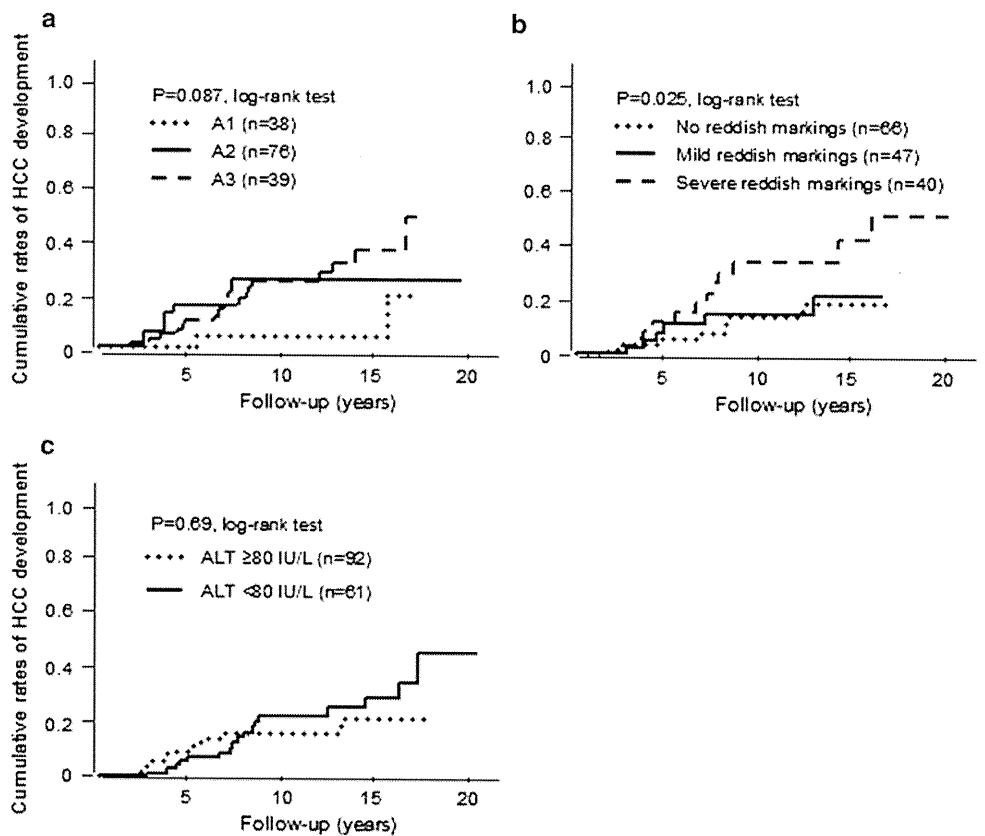 a
Cumulative rates of HCC development
1.0
0.8
0.6
0.4
0.2
0
P=0.087, log-rank test
A1 (n=38)
A2 (n=76)
A3 (n=39)
5 10 15 20
Follow-up (years)
b
1.0
0.8
0.6
0.4
0.2
0
P=0.025, log-rank test
No reddish markings (n=66)
Mild reddish markings (n=47)
Severe reddish markings (n=40)
5 10 15 20
Follow-up (years)
c
Cumulative rates of HCC development
1.0
0.8
0.6
0.4
0.2
0
P=0.69, log-rank test
ALT ≥80 IU/L (n=92)
ALT <80 IU/L (n=61)
5 10 15 20
Follow-up (years)